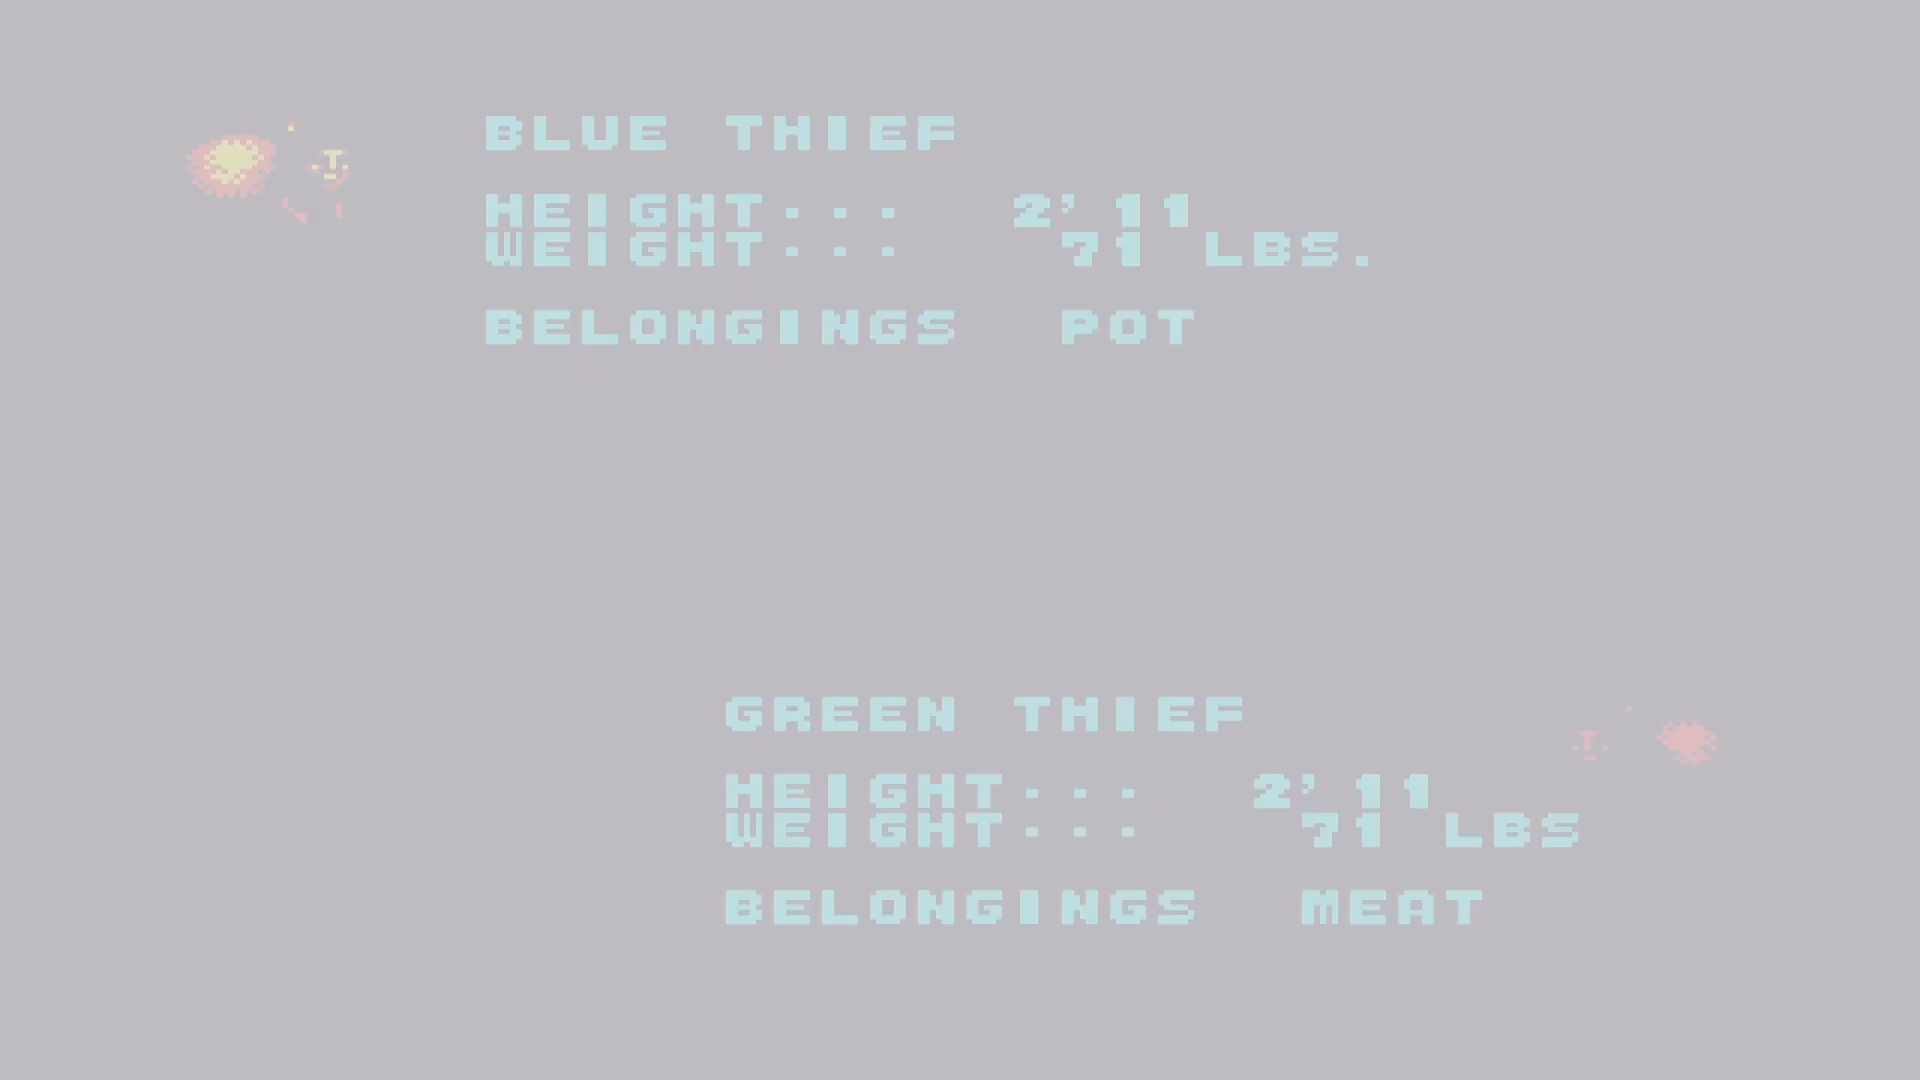 BLUE THIEF
HEIGHT··· 2' 11
WEIGHT··· 71 LBS.
BELONGINGS POT
GREEN THIEF
HEIGHT··· 2' 11
WEIGHT··· 71 LBS
BELONGINGS MEAT